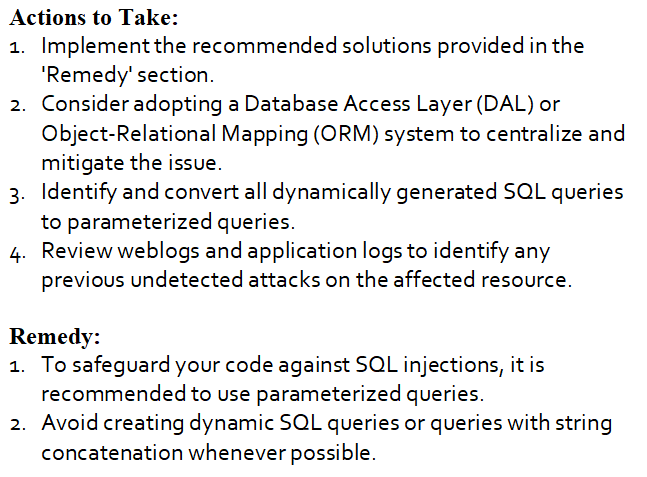 Actions to Take:
1. Implement the recommended solutions provided in the
'Remedy' section.
2. Consider adopting a Database Access Layer (DAL) or
Object-Relational Mapping (ORM) system to centralize and
mitigate the issue.
3. Identify and convert all dynamically generated SQL queries
to parameterized queries.
4. Review weblogs and application logs to identify any
previous undetected attacks on the affected resource.
Remedy:
1. To safeguard your code against SQL injections, it is
recommended to use parameterized queries.
2. Avoid creating dynamic SQL queries or queries with string
concatenation whenever possible.